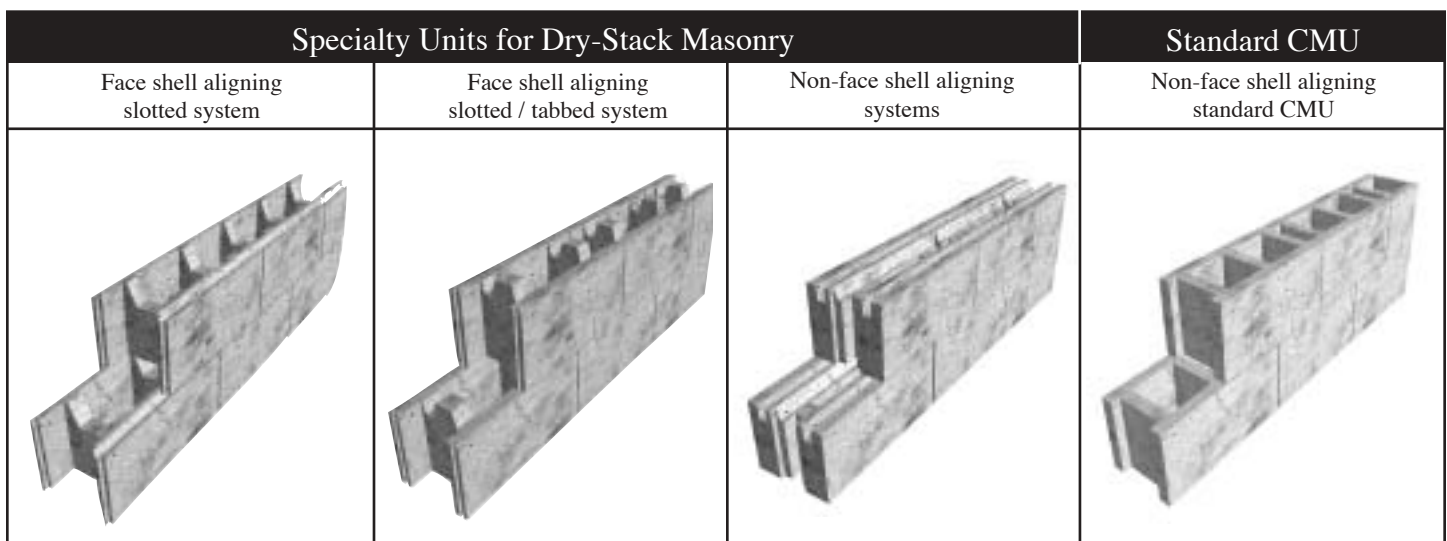 Specialty Units for Dry-Stack Masonry
Standard CMU
Face shell aligning
slotted system
Face shell aligning
slotted / tabbed system
Non-face shell aligning
systems
Non-face shell aligning
standard CMU